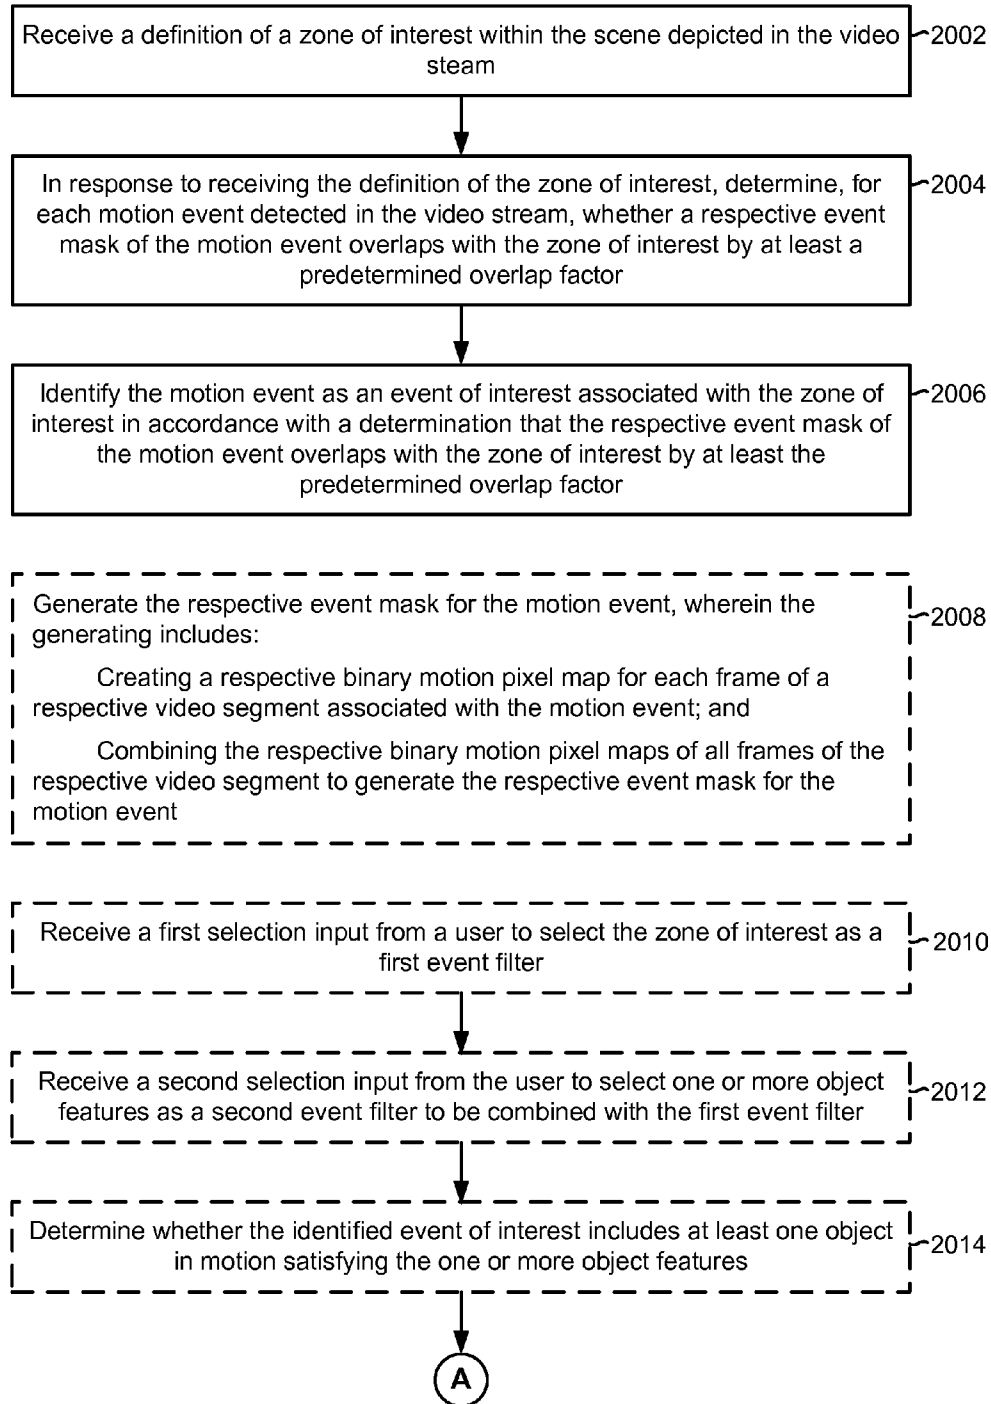 Receive a definition of a zone of interest within the scene depicted in the video
steam
2002
In response to receiving the definition of the zone of interest, determine, for
each motion event detected in the video stream, whether a respective event
mask of the motion event overlaps with the zone of interest by at least a
predetermined overlap factor
2004
Identify the motion event as an event of interest associated with the zone of
interest in accordance with a determination that the respective event mask of
the motion event overlaps with the zone of interest by at least the
predetermined overlap factor
2006
Generate the respective event mask for the motion event, wherein the
generating includes:
Creating a respective binary motion pixel map for each frame of a
respective video segment associated with the motion event; and
Combining the respective binary motion pixel maps of all frames of the
respective video segment to generate the respective event mask for the
motion event
2008
Receive a first selection input from a user to select the zone of interest as a
first event filter
2010
Receive a second selection input from the user to select one or more object
features as a second event filter to be combined with the first event filter
2012
Determine whether the identified event of interest includes at least one object
in motion satisfying the one or more object features
2014
A